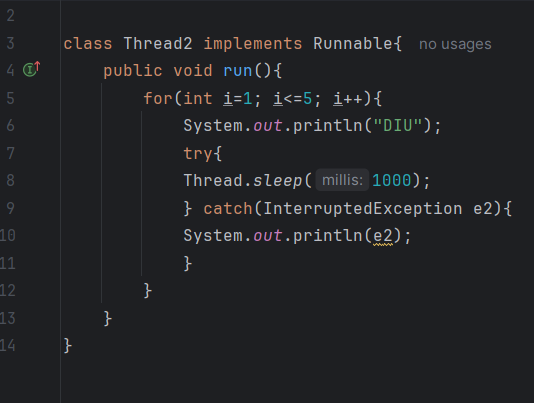 2
3 class Thread2 implements Runnable{ no usages
4 public void run(){
5 for(int i=1; i<=5; i++){
6 System.out.println("DIU");
7 try{
8 Thread.sleep( millis: 1000);
9 } catch(InterruptedException e2){
10 System.out.println(e2);
11 }
12 }
13 }
14 }